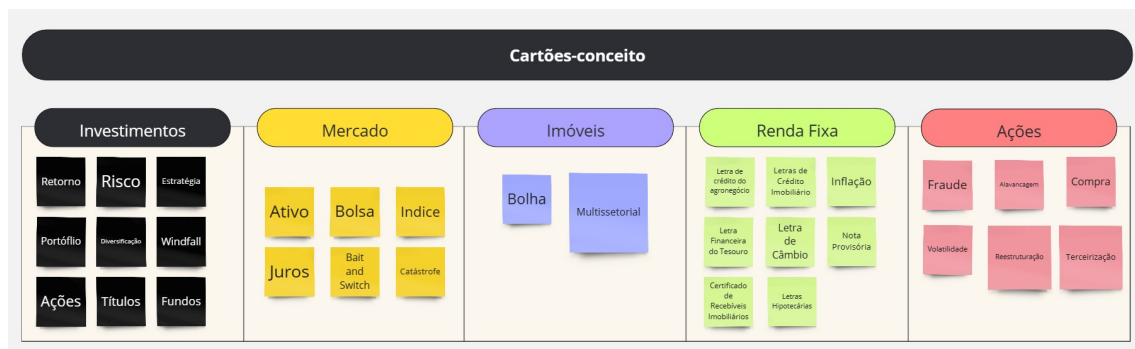 Cartões-conceito
Investimentos
Retorno
Risco
Estratégia
Portóflio
Diversificação
Windfall
Ações
Títulos
Fundos
Mercado
Ativo
Bolsa
Indice
Juros
Bait
and
Switch
Catástrofe
Imóveis
Bolha
Multissetorial
Renda Fixa
Letra de
crédito do
agronegócio
Letras de
Crédito
Imobiliário
Inflação
Letra
Financeira
do Tesouro
Letra
de
Câmbio
Nota
Provisória
Certificado
de
Recebíveis
Imobiliários
Letras
Hipotecárias
Ações
Fraude
Alavancagem
Compra
Volatilidade
Reestruturação
Terceirização